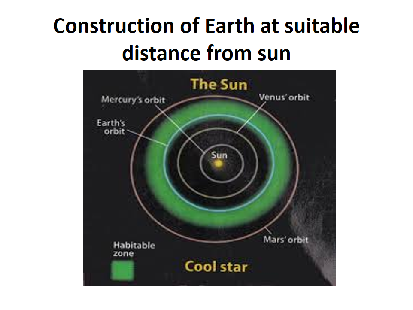 Construction of Earth at suitable
distance from sun
The Sun
Mercury's orbit
Venus' orbit
Earth's
orbit
Sun
Mars' orbit
Habitable
zone
Cool star